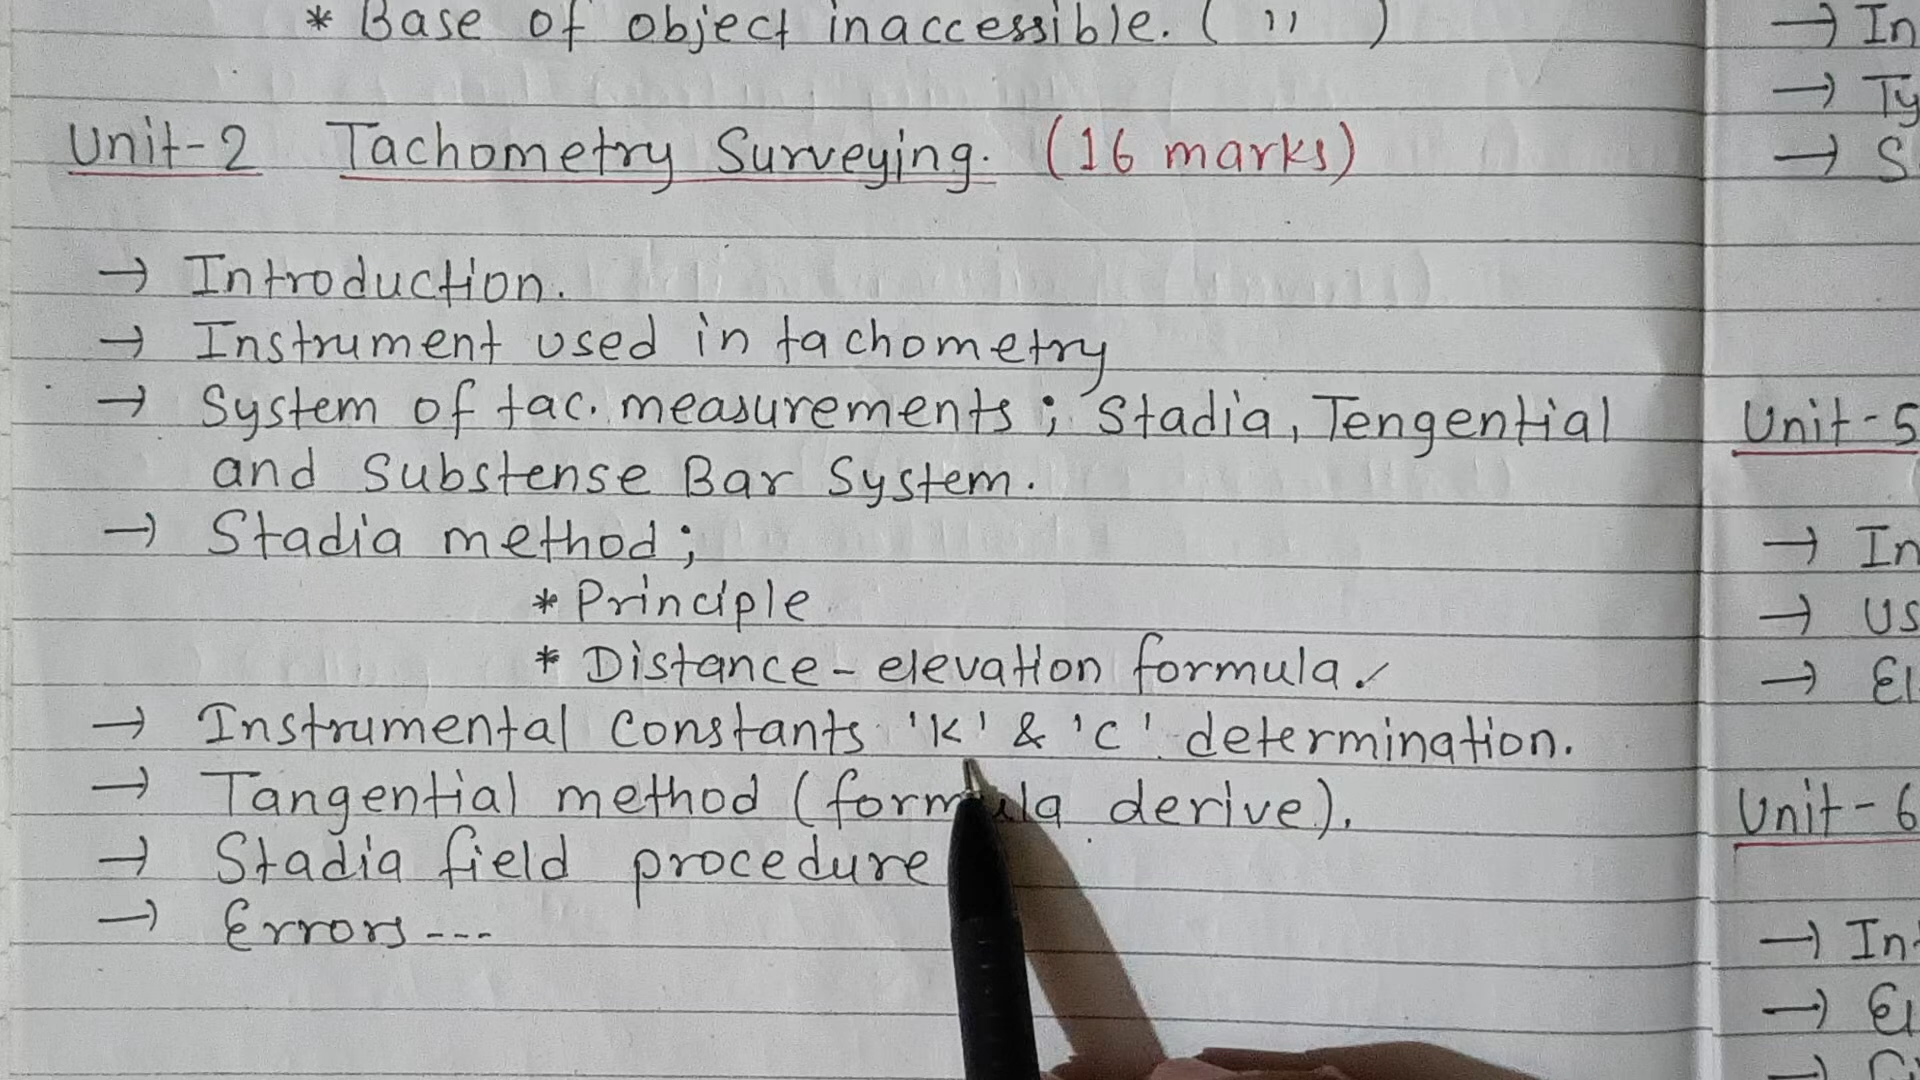 * Base of object inaccessible. ( ,, )
Unit-2 Tachometry Surveying. (16 marks)
→ Introduction.
→ Instrument used in tachometry
→ System of tac. measurements; Stadia, Tengential
and Substense Bar System.
→ Stadia method;
* Principle
* Distance - elevation formula.
→ Instrumental Constants 'K' & 'C' determination.
→ Tangential method (formula derive).
→ Stadia field procedure
→ Errors ---
→ In
→ Ty
→ S
Unit-5
→ In
→ Us
→ El
Unit-6
→ In
→ El